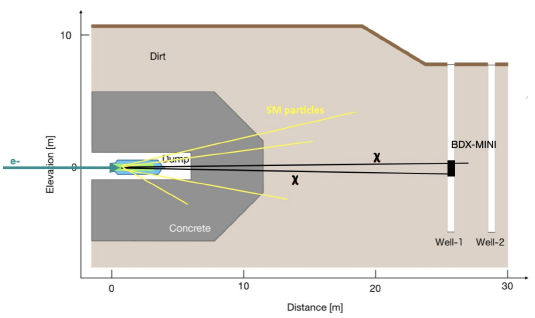 10
Dirt
SM particles
BDX-MINI
Elevation [m]
e-
Dump
0
χ
χ
Concrete
Well-1
Well-2
0
10
20
30
Distance [m]